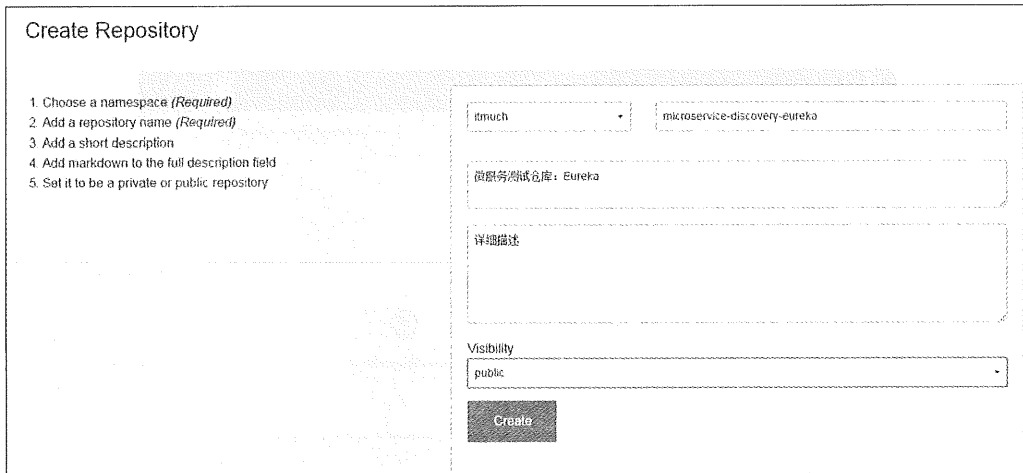 Create Repository
1. Choose a namespace (Required)
2. Add a repository name (Required)
3. Add a short description
4. Add markdown to the full description field
5. Set it to be a private or public repository
itmuch
microservice-discovery-eureka
微服务测试仓库：Eureka
详细描述
Visibility
public
Create